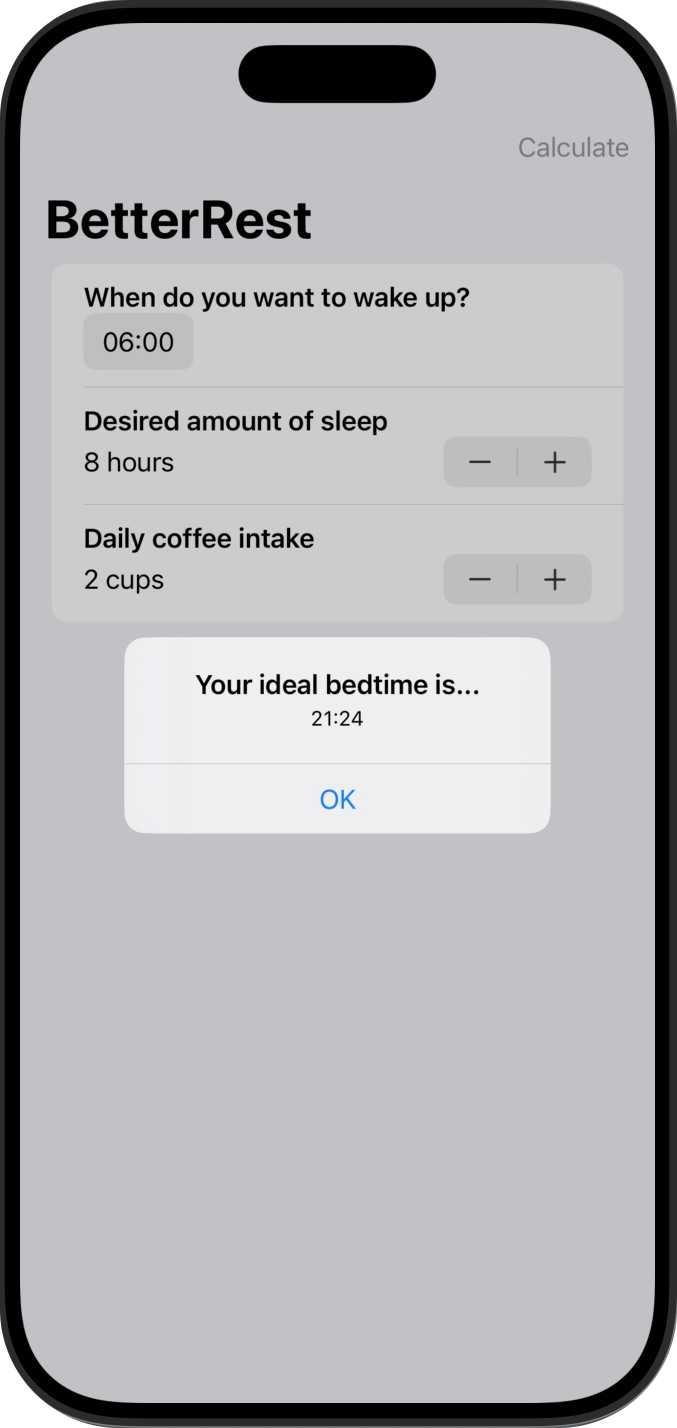 Calculate
BetterRest
When do you want to wake up?
06:00
Desired amount of sleep
8 hours
Daily coffee intake
2 cups
Your ideal bedtime is...
21:24
OK